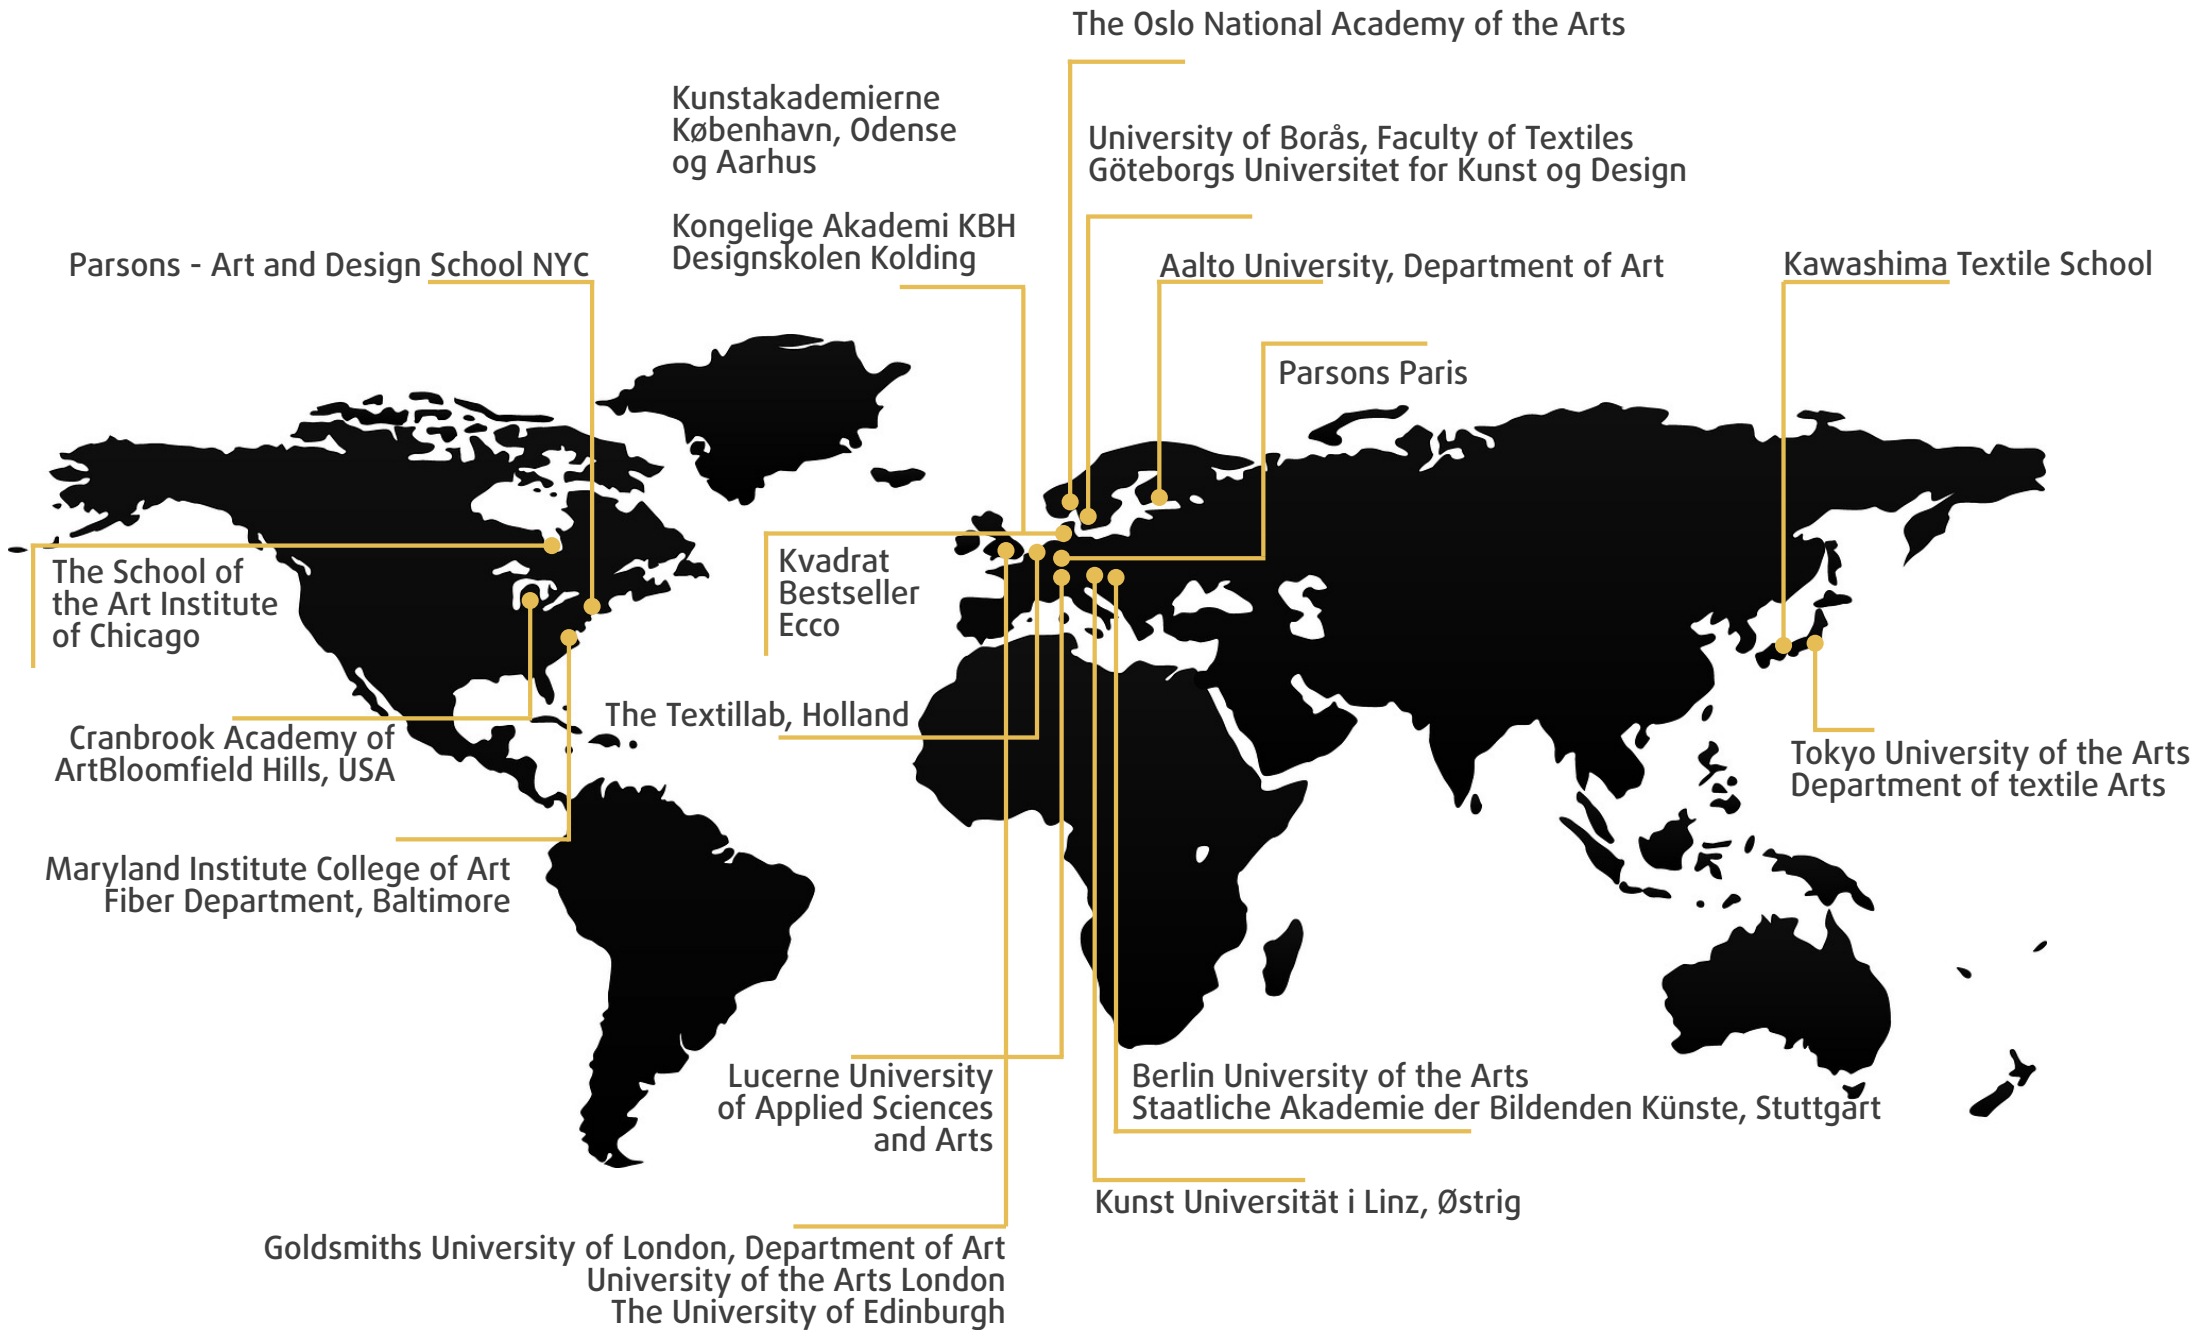 The Oslo National Academy of the Arts
Kunstakademierne
København, Odense
og Aarhus
University of Borås, Faculty of Textiles
Göteborgs Universitet for Kunst og Design
Kongelige Akademi KBH
Designskolen Kolding
Parsons - Art and Design School NYC
Aalto University, Department of Art
Kawashima Textile School
Parsons Paris
The School of
the Art Institute
of Chicago
Kvadrat
Bestseller
Ecco
The Textillab, Holland
Cranbrook Academy of
ArtBloomfield Hills, USA
Tokyo University of the Arts
Department of textile Arts
Maryland Institute College of Art
Fiber Department, Baltimore
Lucerne University
of Applied Sciences
and Arts
Berlin University of the Arts
Staatliche Akademie der Bildenden Künste, Stuttgart
Kunst Universität i Linz, Østrig
Goldsmiths University of London, Department of Art
University of the Arts London
The University of Edinburgh